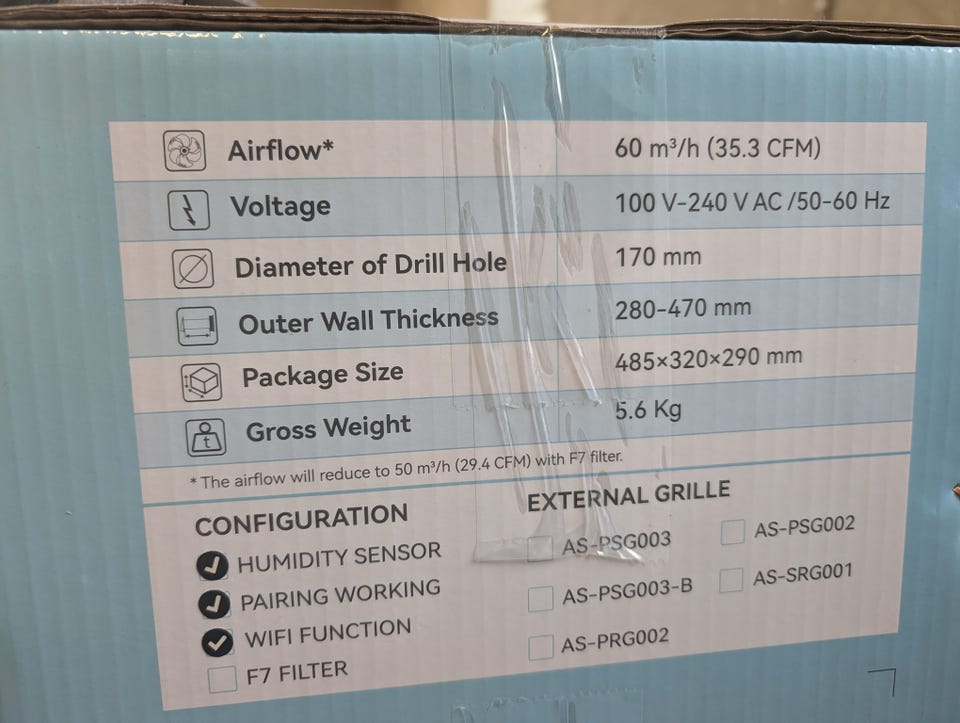 Airflow* 60 m³/h (35.3 CFM)
Voltage 100 V-240 V AC /50-60 Hz
Diameter of Drill Hole 170 mm
Outer Wall Thickness 280-470 mm
Package Size 485×320×290 mm
Gross Weight 5.6 Kg
* The airflow will reduce to 50 m³/h (29.4 CFM) with F7 filter.
CONFIGURATION
HUMIDITY SENSOR
PAIRING WORKING
WIFI FUNCTION
F7 FILTER
EXTERNAL GRILLE
AS-PSG003 AS-PSG002
AS-PSG003-B AS-SRG001
AS-PRG002